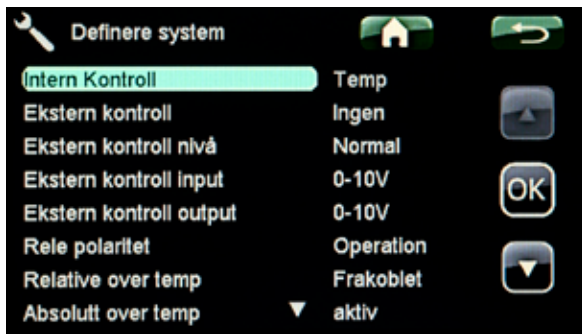 Definere system
Intern Kontroll Temp
Ekstern kontroll Ingen
Ekstern kontroll nivå Normal
Ekstern kontroll input 0-10V
Ekstern kontroll output 0-10V
Rele polaritet Operation
Relative over temp Frakoblet
Absolutt over temp aktiv
OK